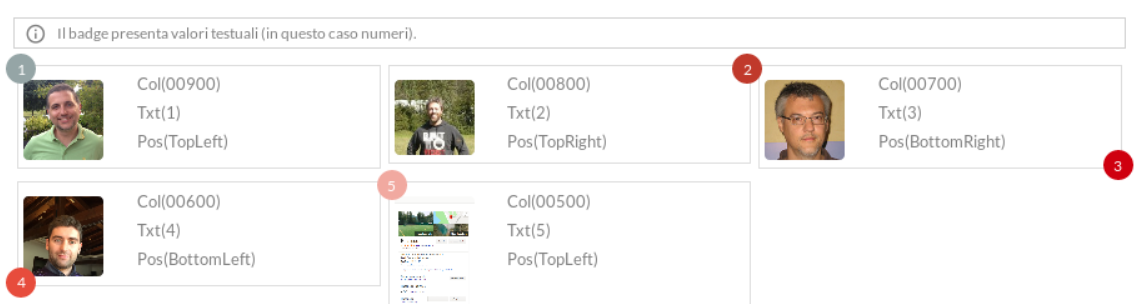 Il badge presenta valori testuali (in questo caso numeri).
1
Col(00900)
Txt(1)
Pos(TopLeft)
2
Col(00800)
Txt(2)
Pos(TopRight)
Col(00700)
Txt(3)
Pos(BottomRight)
3
Col(00600)
Txt(4)
Pos(BottomLeft)
4
5
Col(00500)
Txt(5)
Pos(TopLeft)